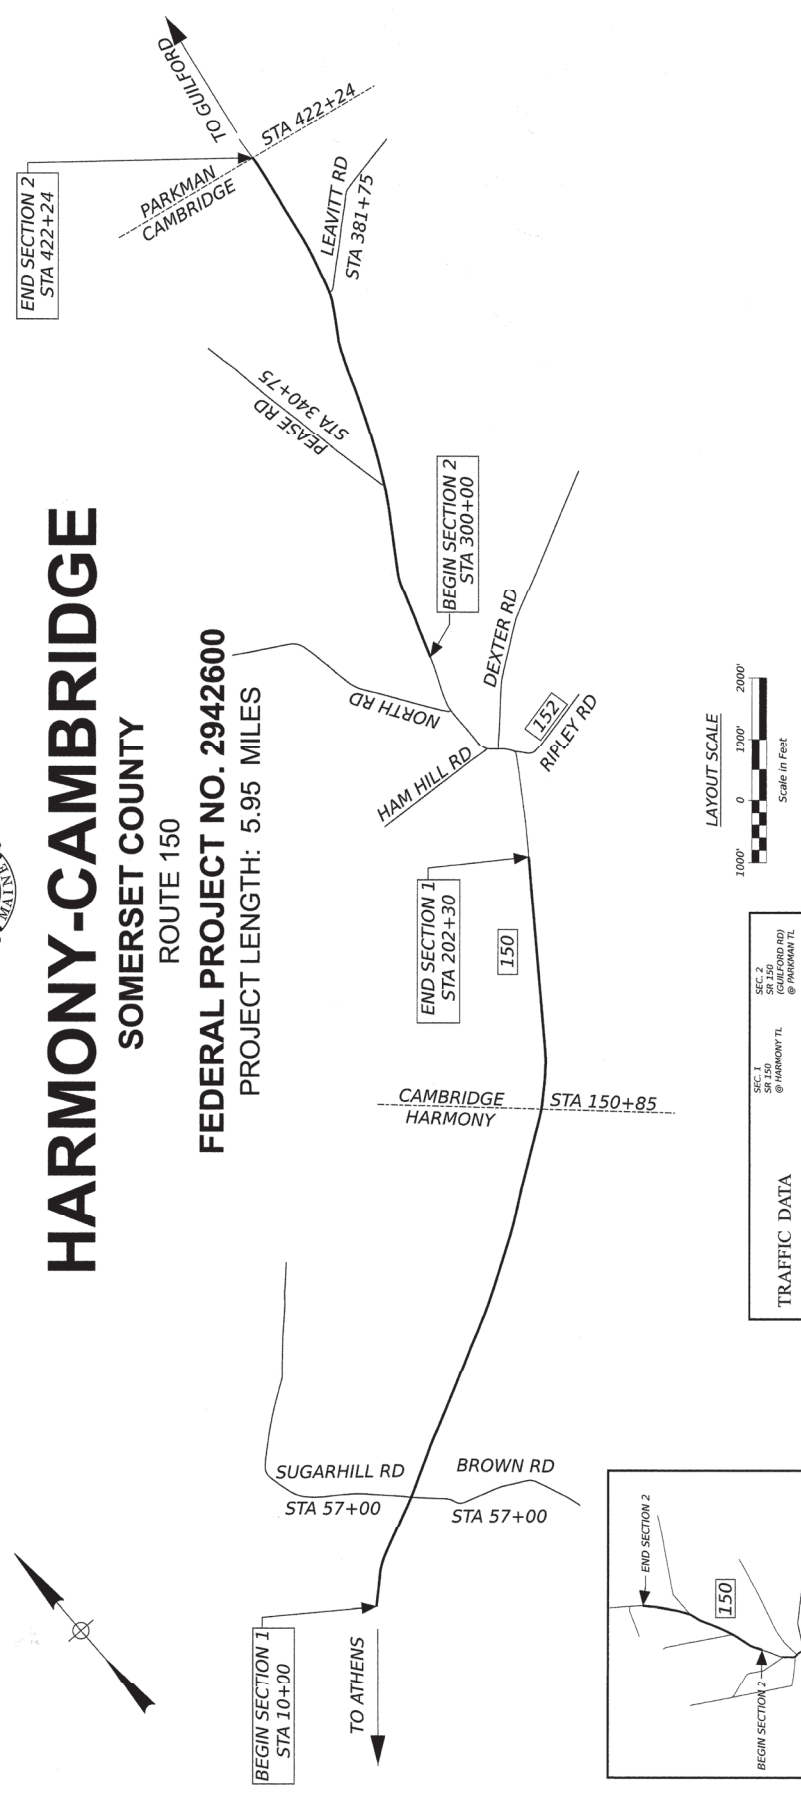 MAINE
HARMONY-CAMBRIDGE
SOMERSET COUNTY
ROUTE 150
FEDERAL PROJECT NO. 2942600
PROJECT LENGTH: 5.95 MILES
TO GUILFORD
STA 422+24
PARKMAN
CAMBRIDGE
END SECTION 2
STA 422+24
LEAVITT RD
STA 381+75
PEASE RD
STA 340+75
BEGIN SECTION 2
STA 300+00
DEXTER RD
NORTH RD
152
RIPLEY RD
HAM HILL RD
END SECTION 1
STA 202+30
150
CAMBRIDGE
HARMONY
STA 150+85
SUGARHILL RD
STA 57+00
BROWN RD
STA 57+00
BEGIN SECTION 1
STA 10+00
TO ATHENS
LAYOUT SCALE
1000' 0 1000' 2000'
Scale in Feet
TRAFFIC DATA
SEC. 1
SR 150
@ HARMONY TL
SEC. 2
SR 150
(GUILFORD RD)
@ PARKMAN TL
END SECTION 2
150
BEGIN SECTION 2